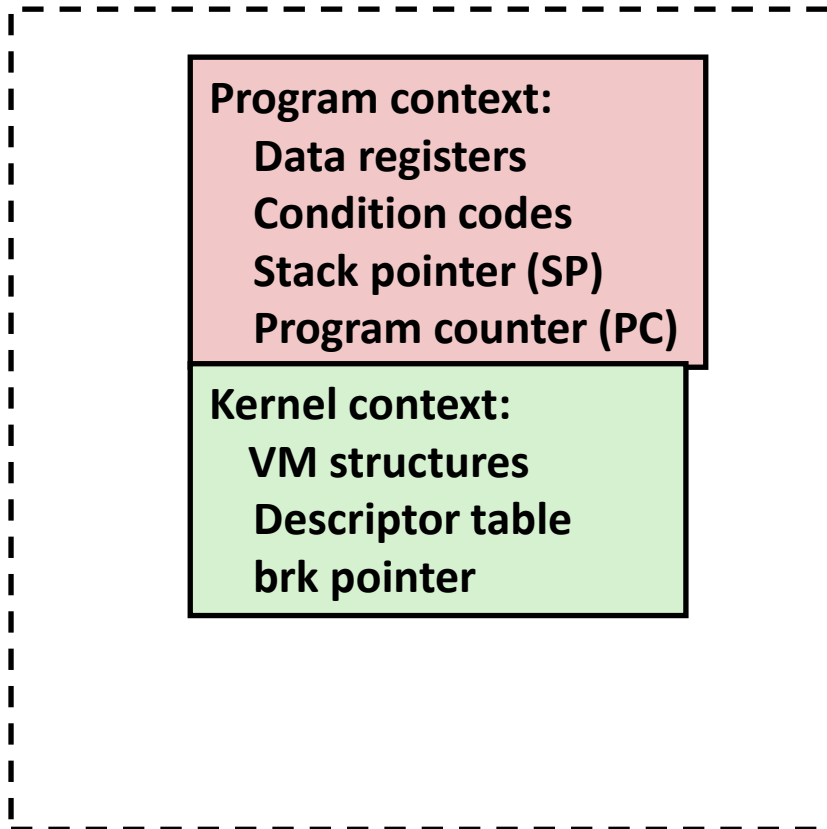 Program context:
Data registers
Condition codes
Stack pointer (SP)
Program counter (PC)
Kernel context:
VM structures
Descriptor table
brk pointer